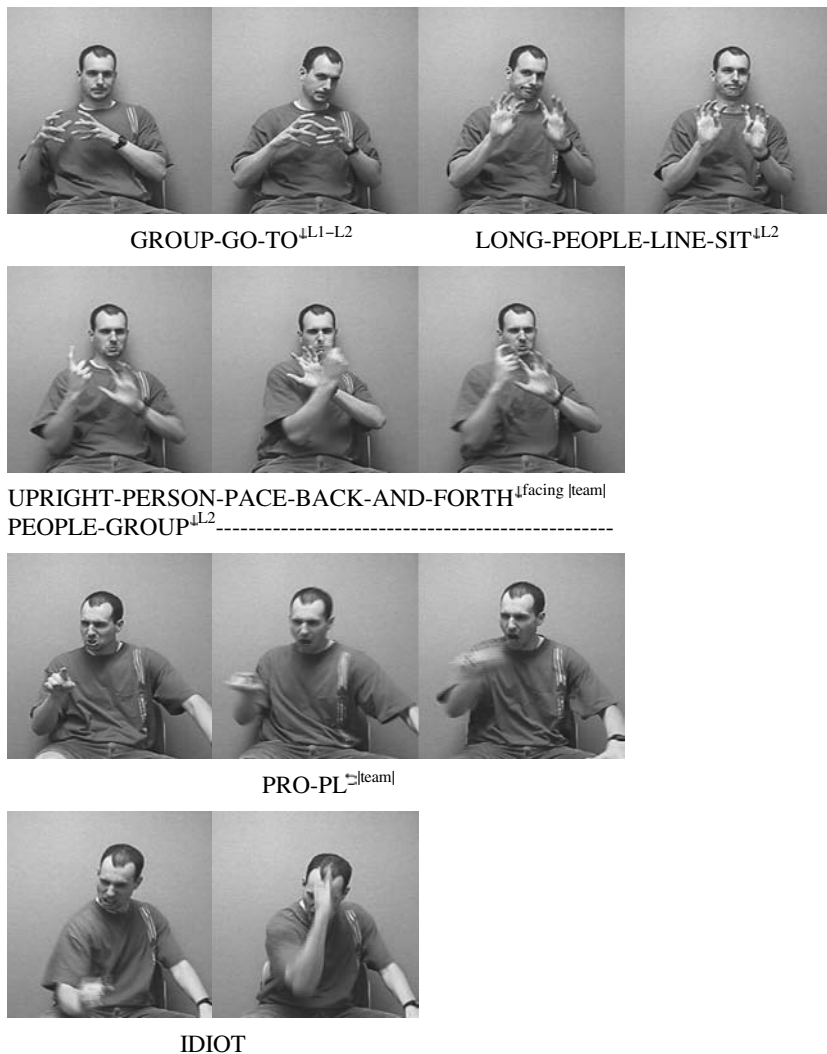 GROUP-GO-TO↓L1–L2 LONG-PEOPLE-LINE-SIT↓L2
UPRIGHT-PERSON-PACE-BACK-AND-FORTH↓facing |team|
PEOPLE-GROUP↓L2--------------------------------------------------
PRO-PL⊃|team|
IDIOT